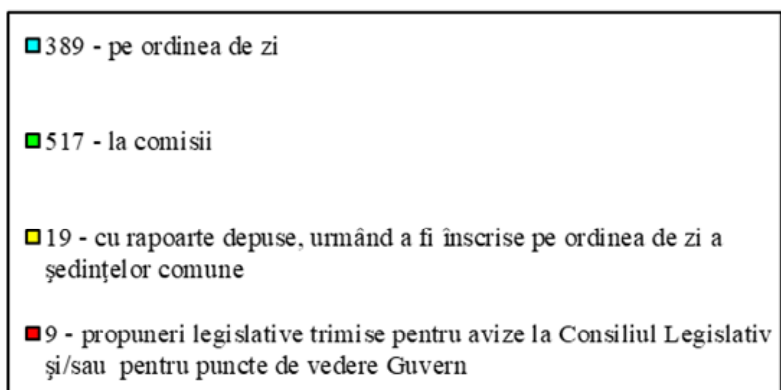 389 - pe ordinea de zi
517 - la comisii
19 - cu rapoarte depuse, urmând a fi înscrise pe ordinea de zi a
şedinţelor comune
9 - propuneri legislative trimise pentru avize la Consiliul Legislativ
şi/sau pentru puncte de vedere Guvern